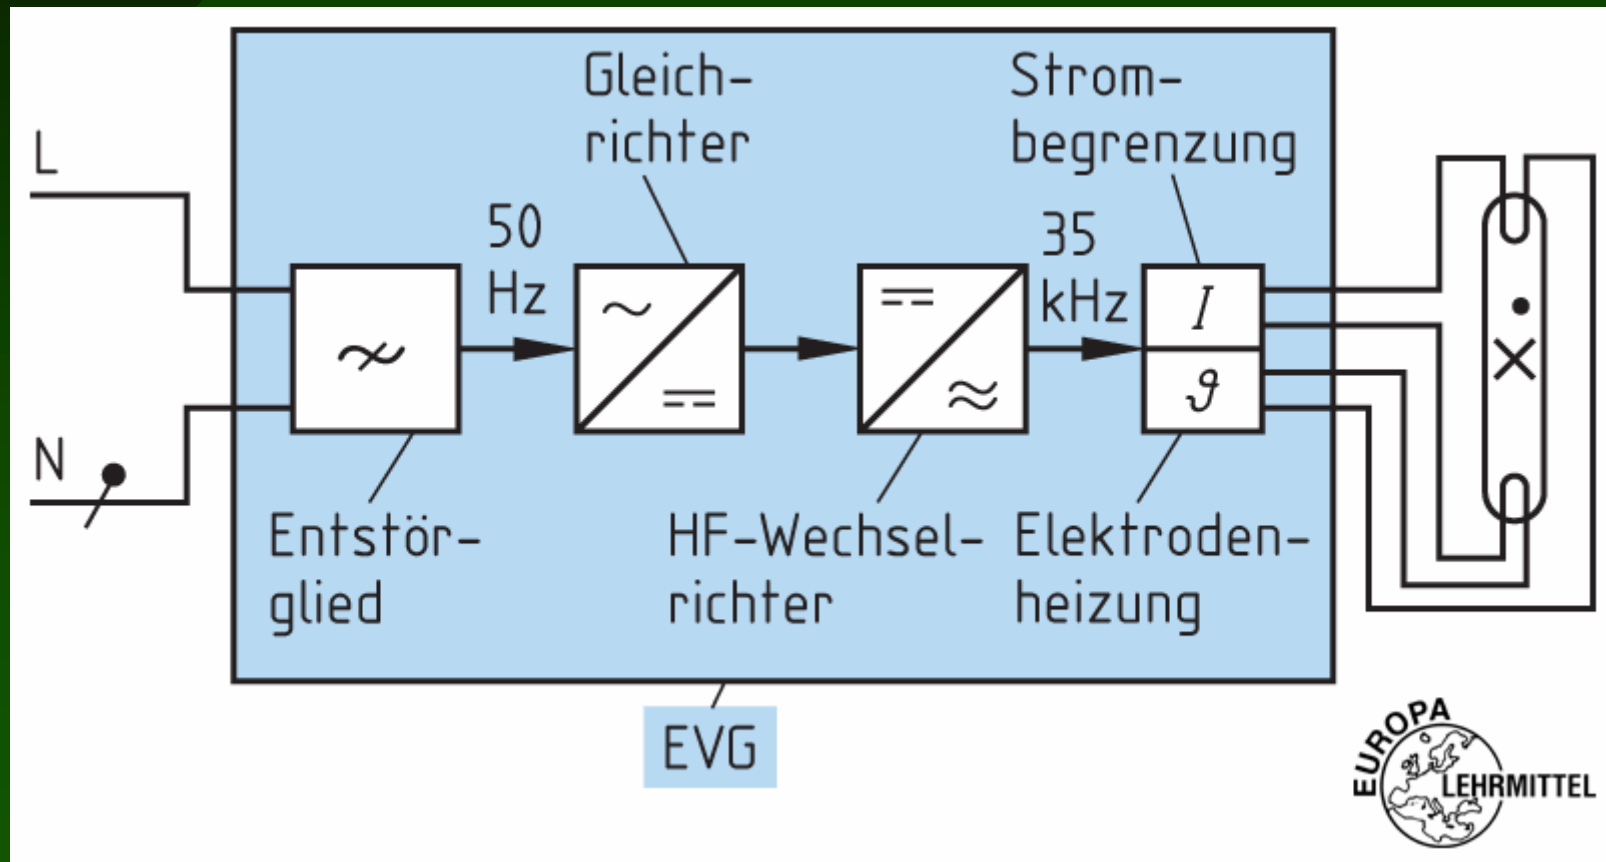 Gleich-
richter
Strom-
begrenzung
L
50
Hz
35
kHz
I
ϑ
N
Entstör-
glied
HF-Wechsel-
richter
Elektroden-
heizung
EVG
EUROPA
LEHRMITTEL